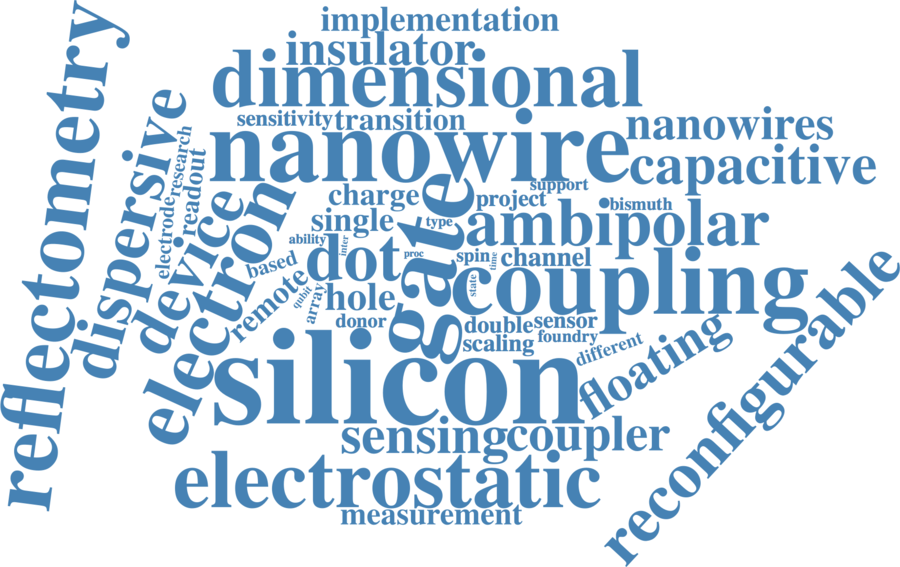 implementation
insulator
dimensional
sensitivity
transition
nanowire
nanowires
capacitive
reflectometry
dispersive
electrode
research
readout
device
electron
charge
support
project
bismuth
single
type
gate
ambipolar
ability
inter
dot
proc
spin
time
channel
based
remote
qubit
array
hole
state
coupling
donor
double
sensor
scaling
foundry
different
floating
reconfigurable
silicon
sensing
coupler
electrostatic
measurement